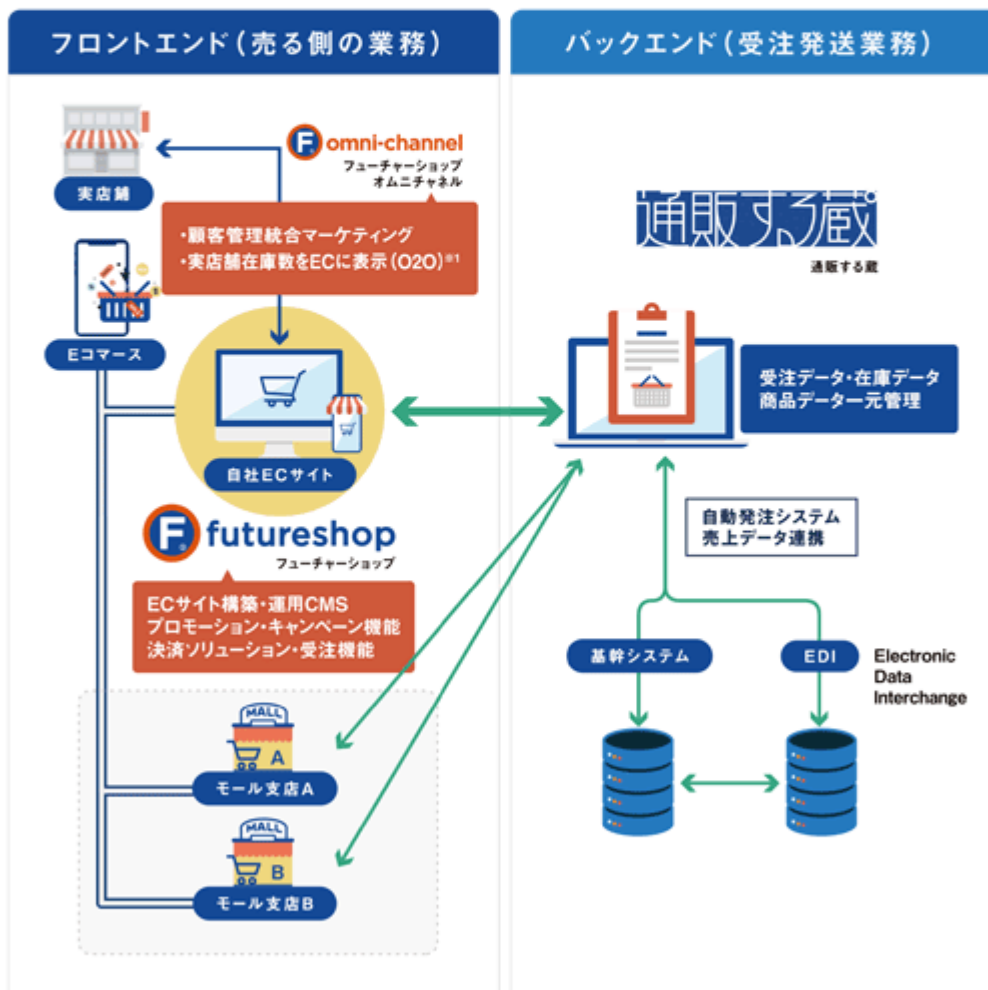 フロントエンド(売る側の業務)
バックエンド(受注発送業務)
F omni-channel
フューチャーショップ
オムニチャネル
実店舗
・顧客管理統合マーケティング
・実店舗在庫数をECに表示(O2O)※1
Eコマース
自社ECサイト
F futureshop
フューチャーショップ
ECサイト構築・運用CMS
プロモーション・キャンペーン機能
決済ソリューション・受注機能
MALL
A
モール支店A
MALL
B
モール支店B
通販する蔵
通販する蔵
受注データ・在庫データ
商品データ一元管理
自動発注システム
売上データ連携
基幹システム
EDI
Electronic
Data
Interchange